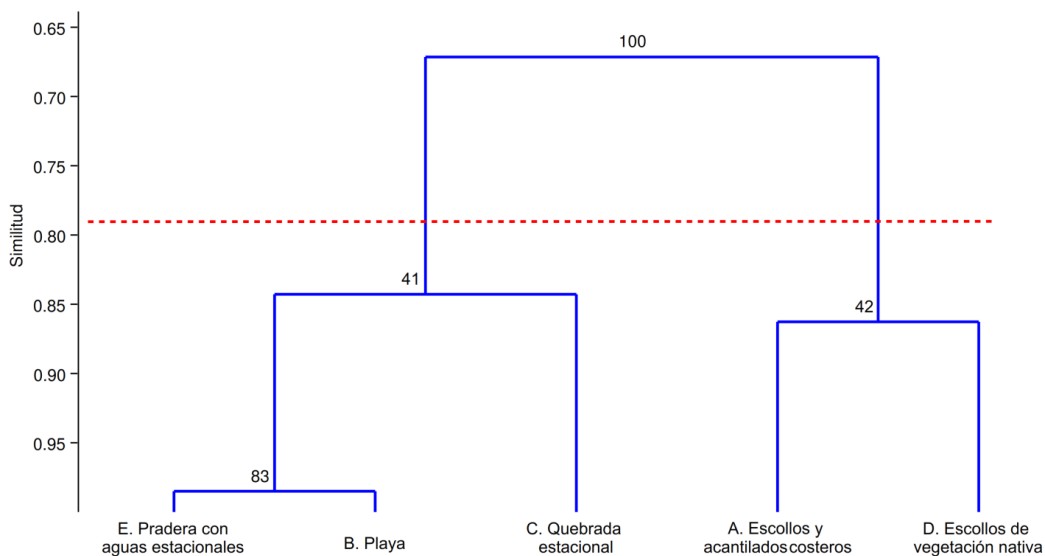 0.65
0.70
0.75
0.80
0.85
0.90
0.95
Similitud
100
41
42
83
E. Pradera con
aguas estacionales
B. Playa
C. Quebrada
estacional
A. Escollos y
acantilados costeros
D. Escollos de
vegetación nativa